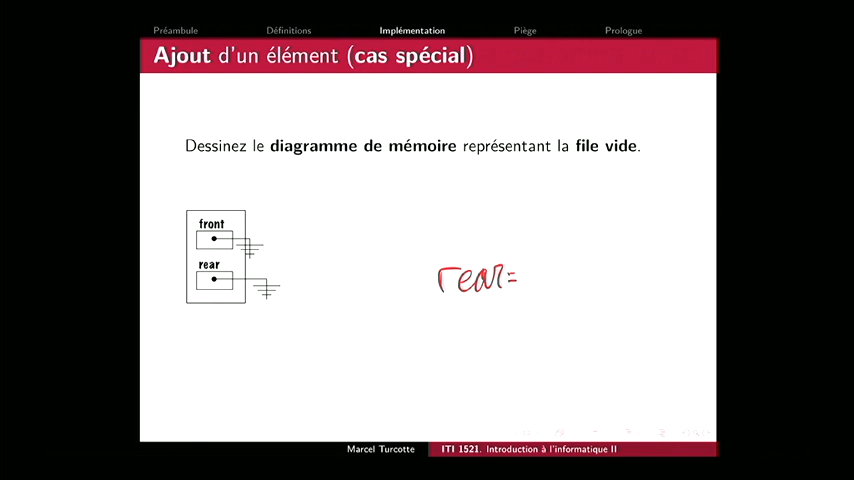 Préambule Définitions Implémentation Piège Prologue
Ajout d'un élément (cas spécial)
Dessinez le diagramme de mémoire représentant la file vide.
front
rear
rear=
Marcel Turcotte ITI 1521. Introduction à l'informatique II